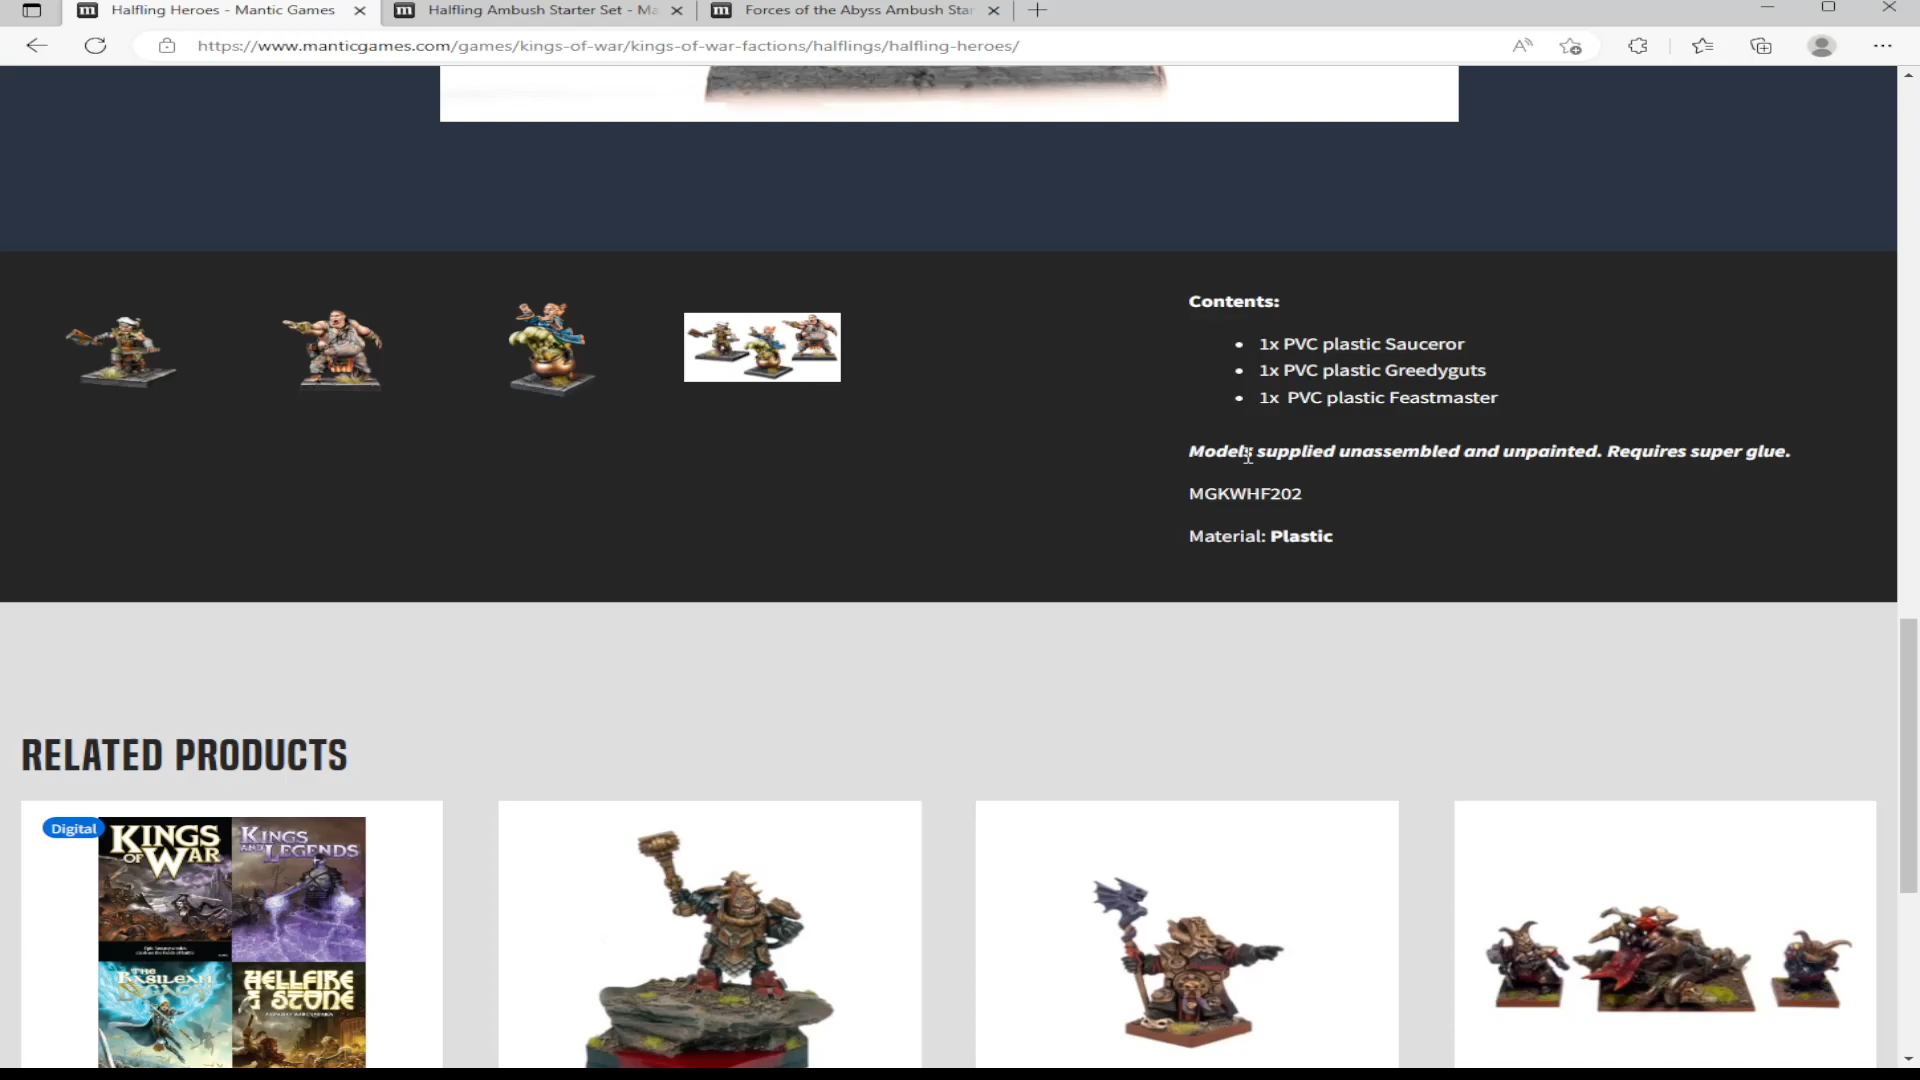 Halfling Heroes - Mantic Games
Halfling Ambush Starter Set - Ma
Forces of the Abyss Ambush Star
https://www.manticgames.com/games/kings-of-war/kings-of-war-factions/halflings/halfling-heroes/
Contents:
1x PVC plastic Sauceror
1x PVC plastic Greedyguts
1x PVC plastic Feastmaster
Models supplied unassembled and unpainted. Requires super glue.
MGKWHF202
Material: Plastic
RELATED PRODUCTS
Digital
KINGS OF WAR
KINGS AND LEGENDS
THE BASILEAN LEGACY
HELLFIRE & STONE